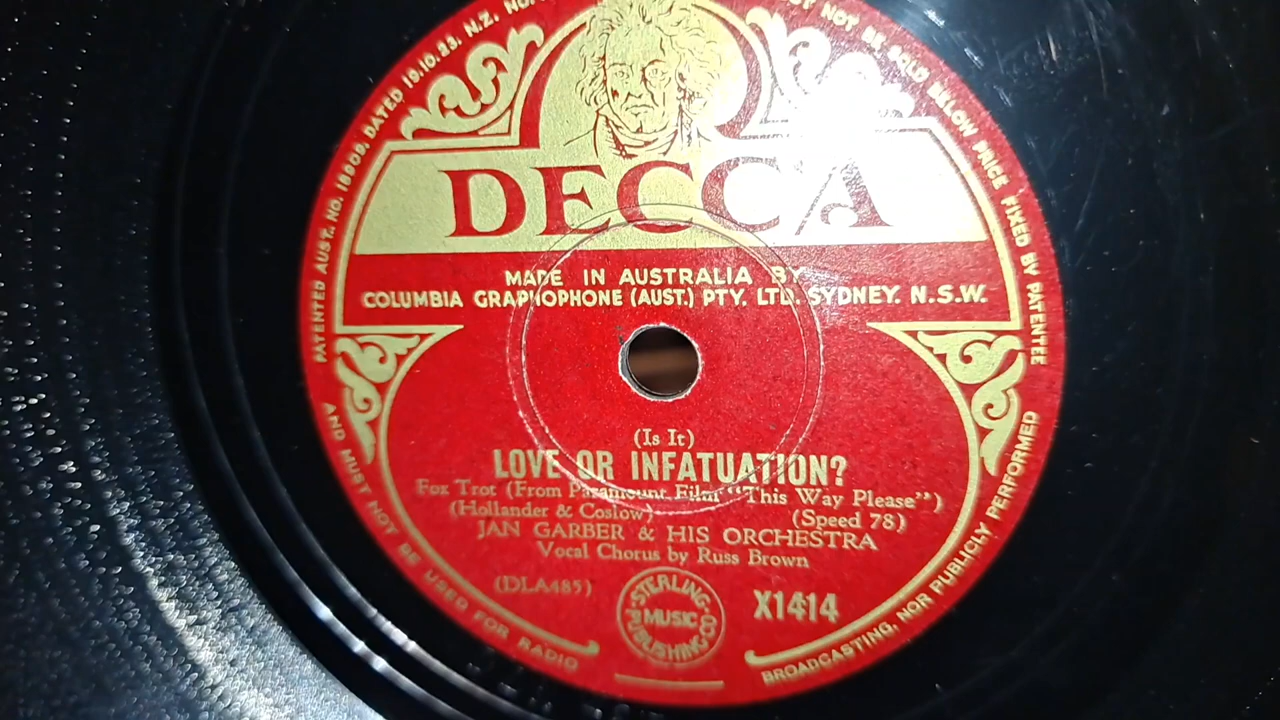 DECCA
MADE IN AUSTRALIA BY
COLUMBIA GRAPHOPHONE (AUST.) PTY. LTD. SYDNEY. N.S.W.
(Is It)
LOVE OR INFATUATION?
Fox Trot (From Paramount Film "This Way Please")
(Hollander & Coslow) (Speed 78)
JAN GARBER & HIS ORCHESTRA
Vocal Chorus by Russ Brown
(DLA485)
X1414
STERLING MUSIC PUBLISHING CO
PATENTED AUST. NO. 19008, DATED 19.10.23. N.Z. NO.
NOT BE SOLD BELOW PRICE FIXED BY PATENTEE
AND MUST NOT BE USED FOR RADIO
BROADCASTING, NOR PUBLICLY PERFORMED